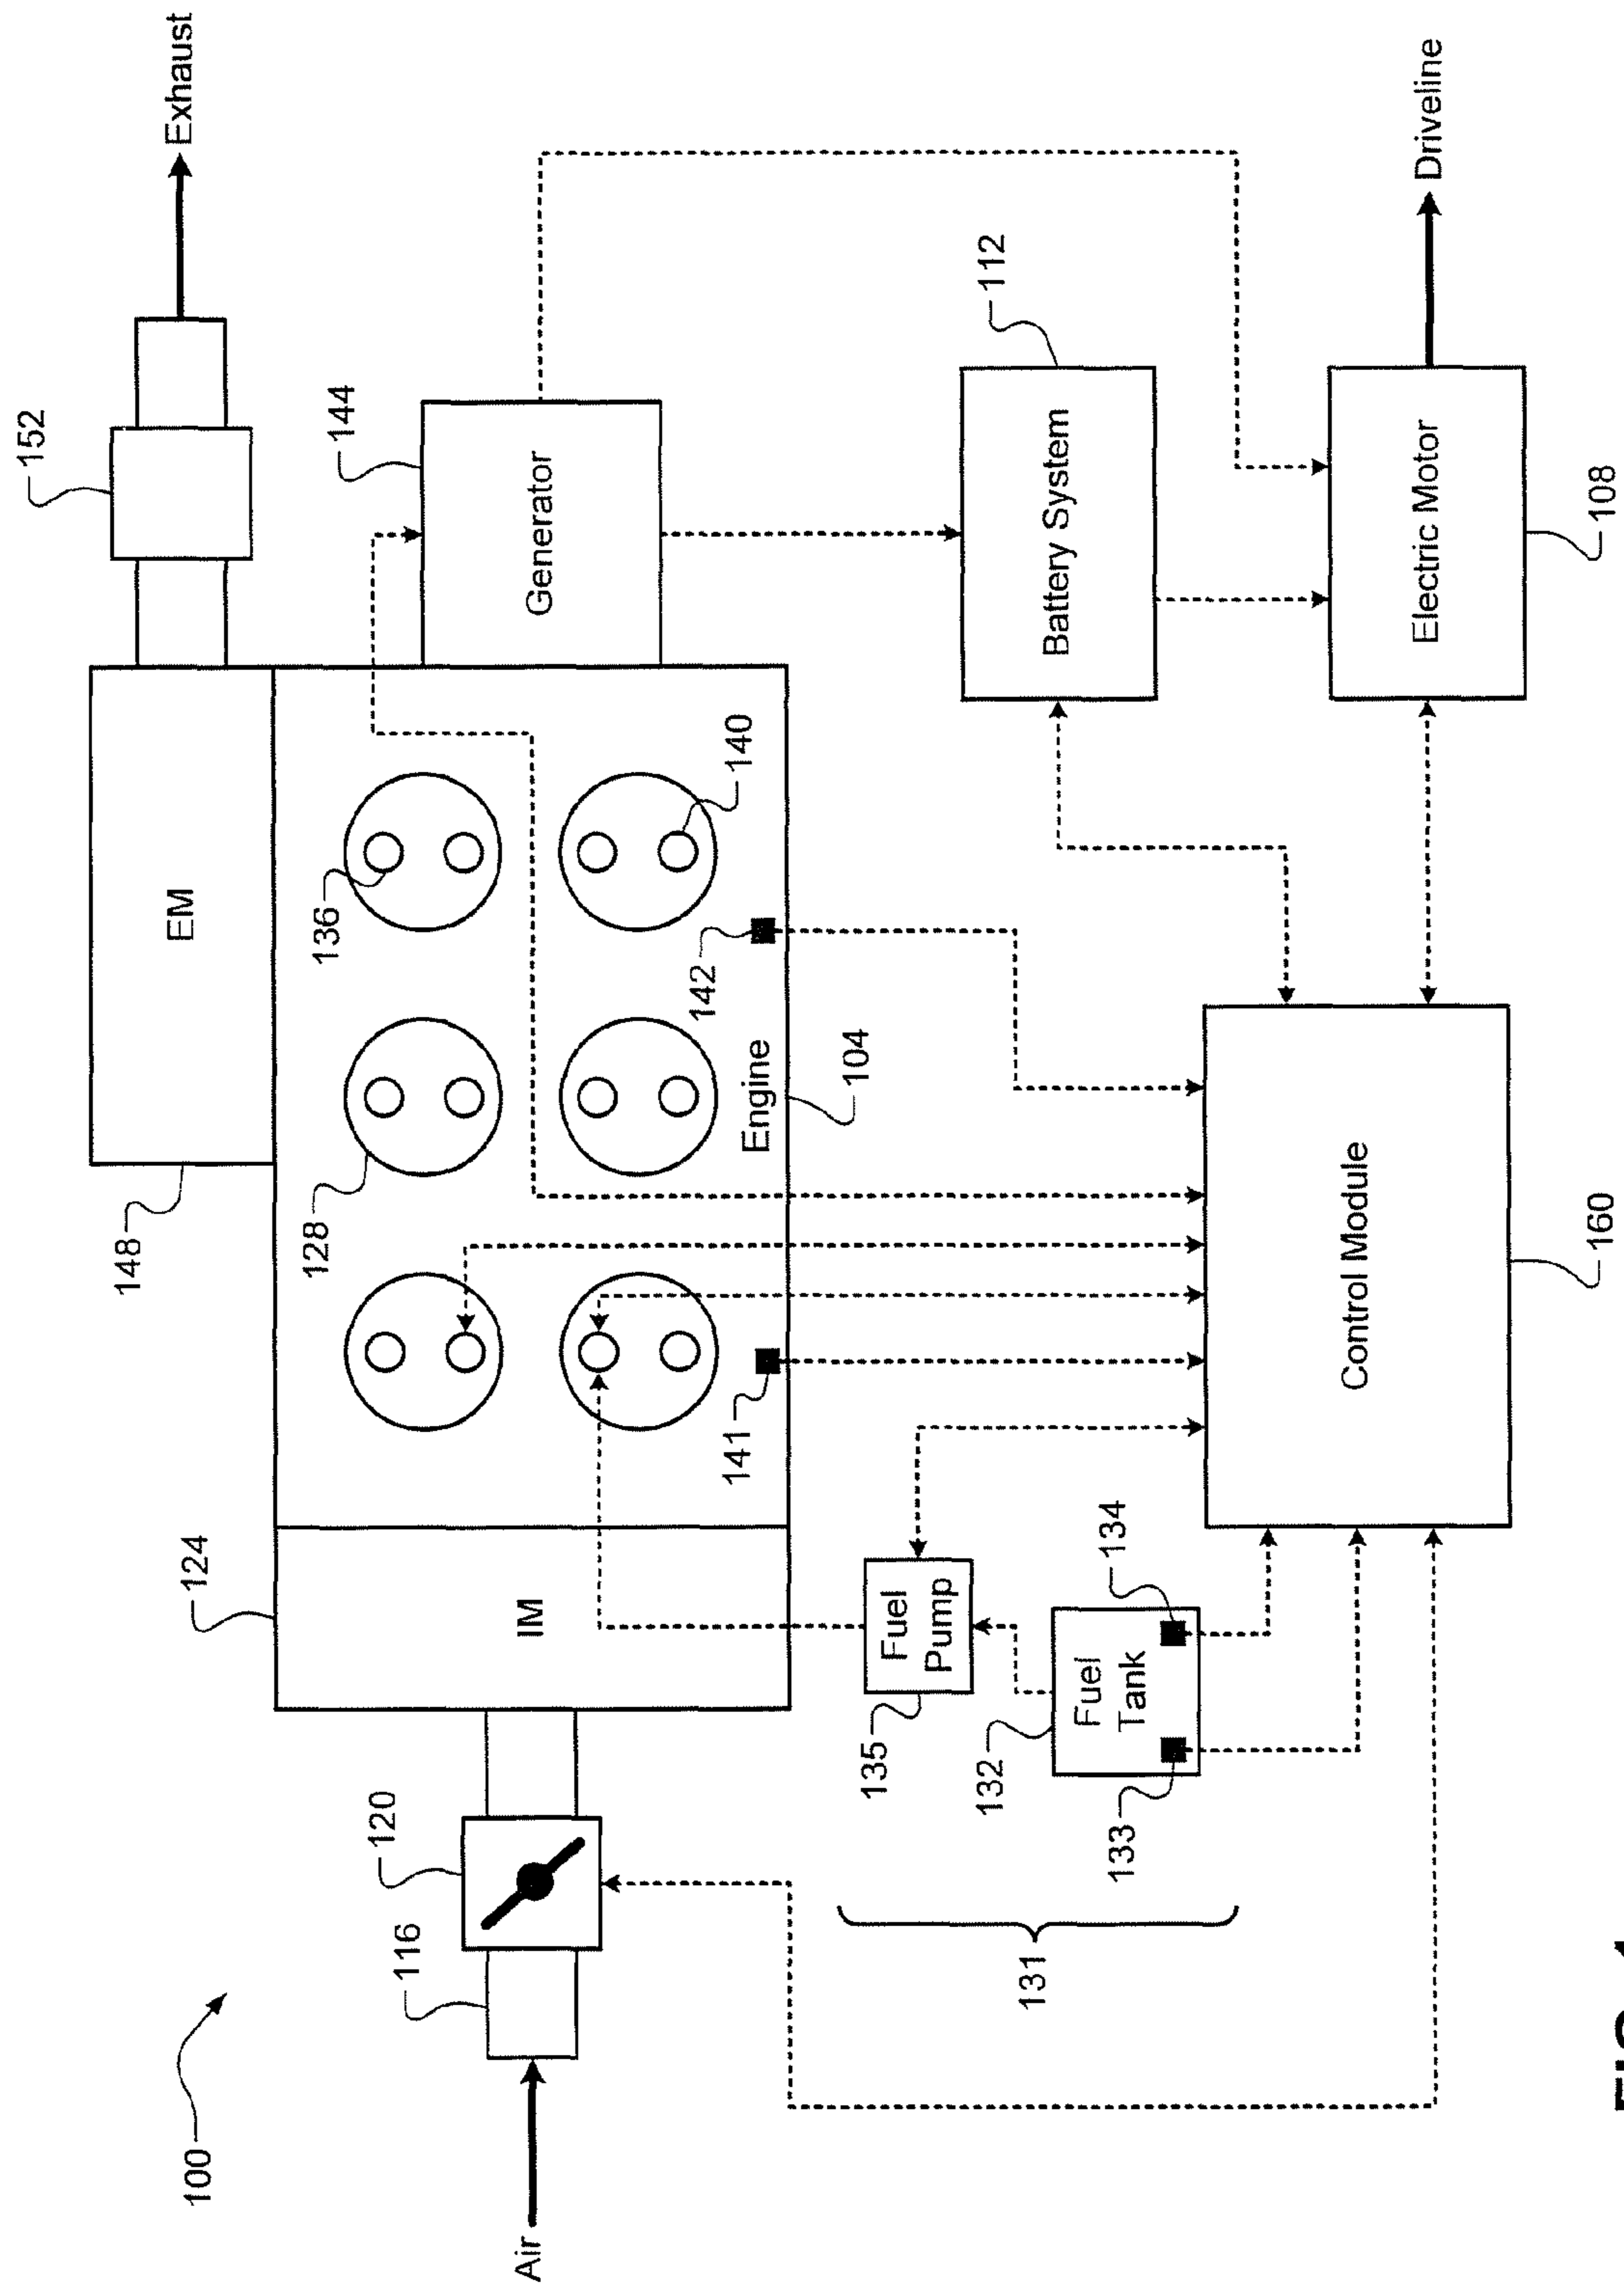 100
Air
116
120
124
IM
148
EM
152
Exhaust
128
136
140
142
141
Engine
104
144
Generator
112
Battery System
Electric Motor
108
Driveline
131
135
Fuel
Pump
132
Fuel
Tank
133
134
Control Module
160